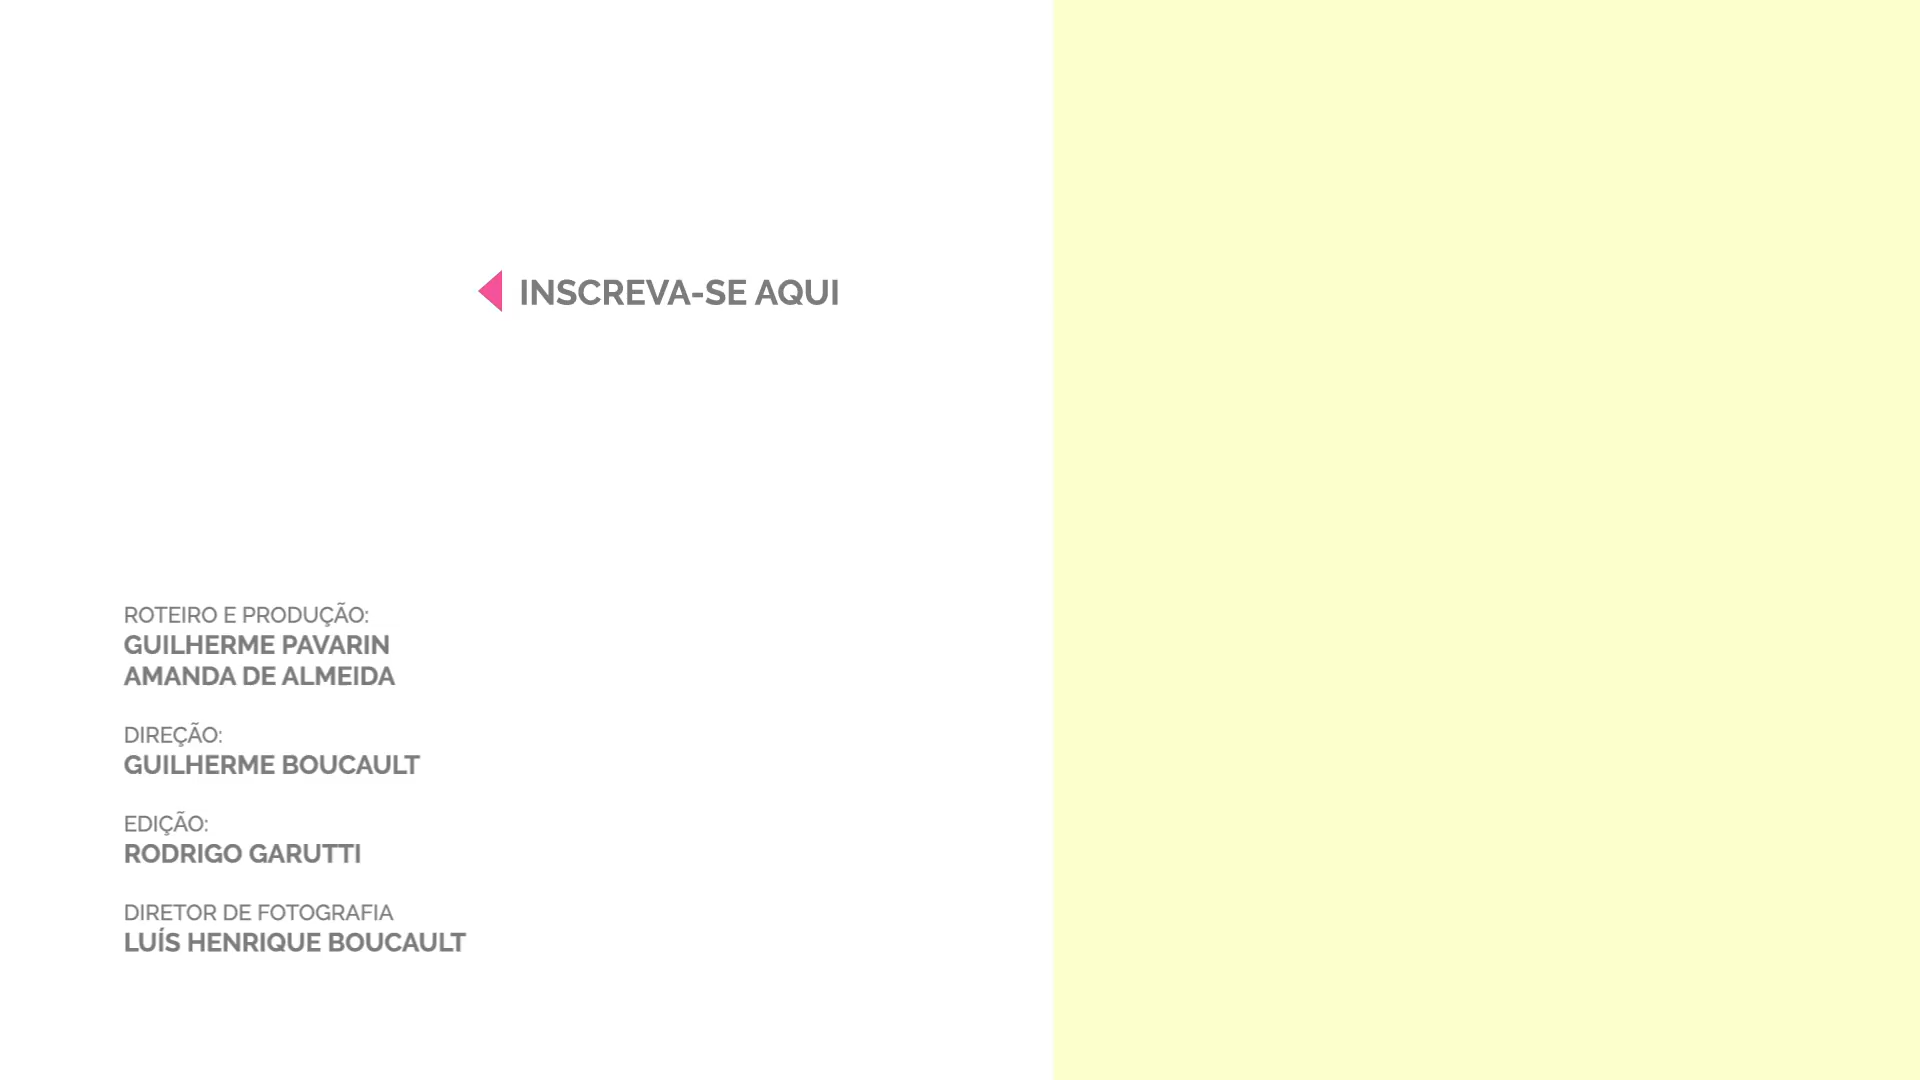 INSCREVA-SE AQUI
ROTEIRO E PRODUÇÃO:
GUILHERME PAVARIN
AMANDA DE ALMEIDA
DIREÇÃO:
GUILHERME BOUCAULT
EDIÇÃO:
RODRIGO GARUTTI
DIRETOR DE FOTOGRAFIA
LUÍS HENRIQUE BOUCAULT